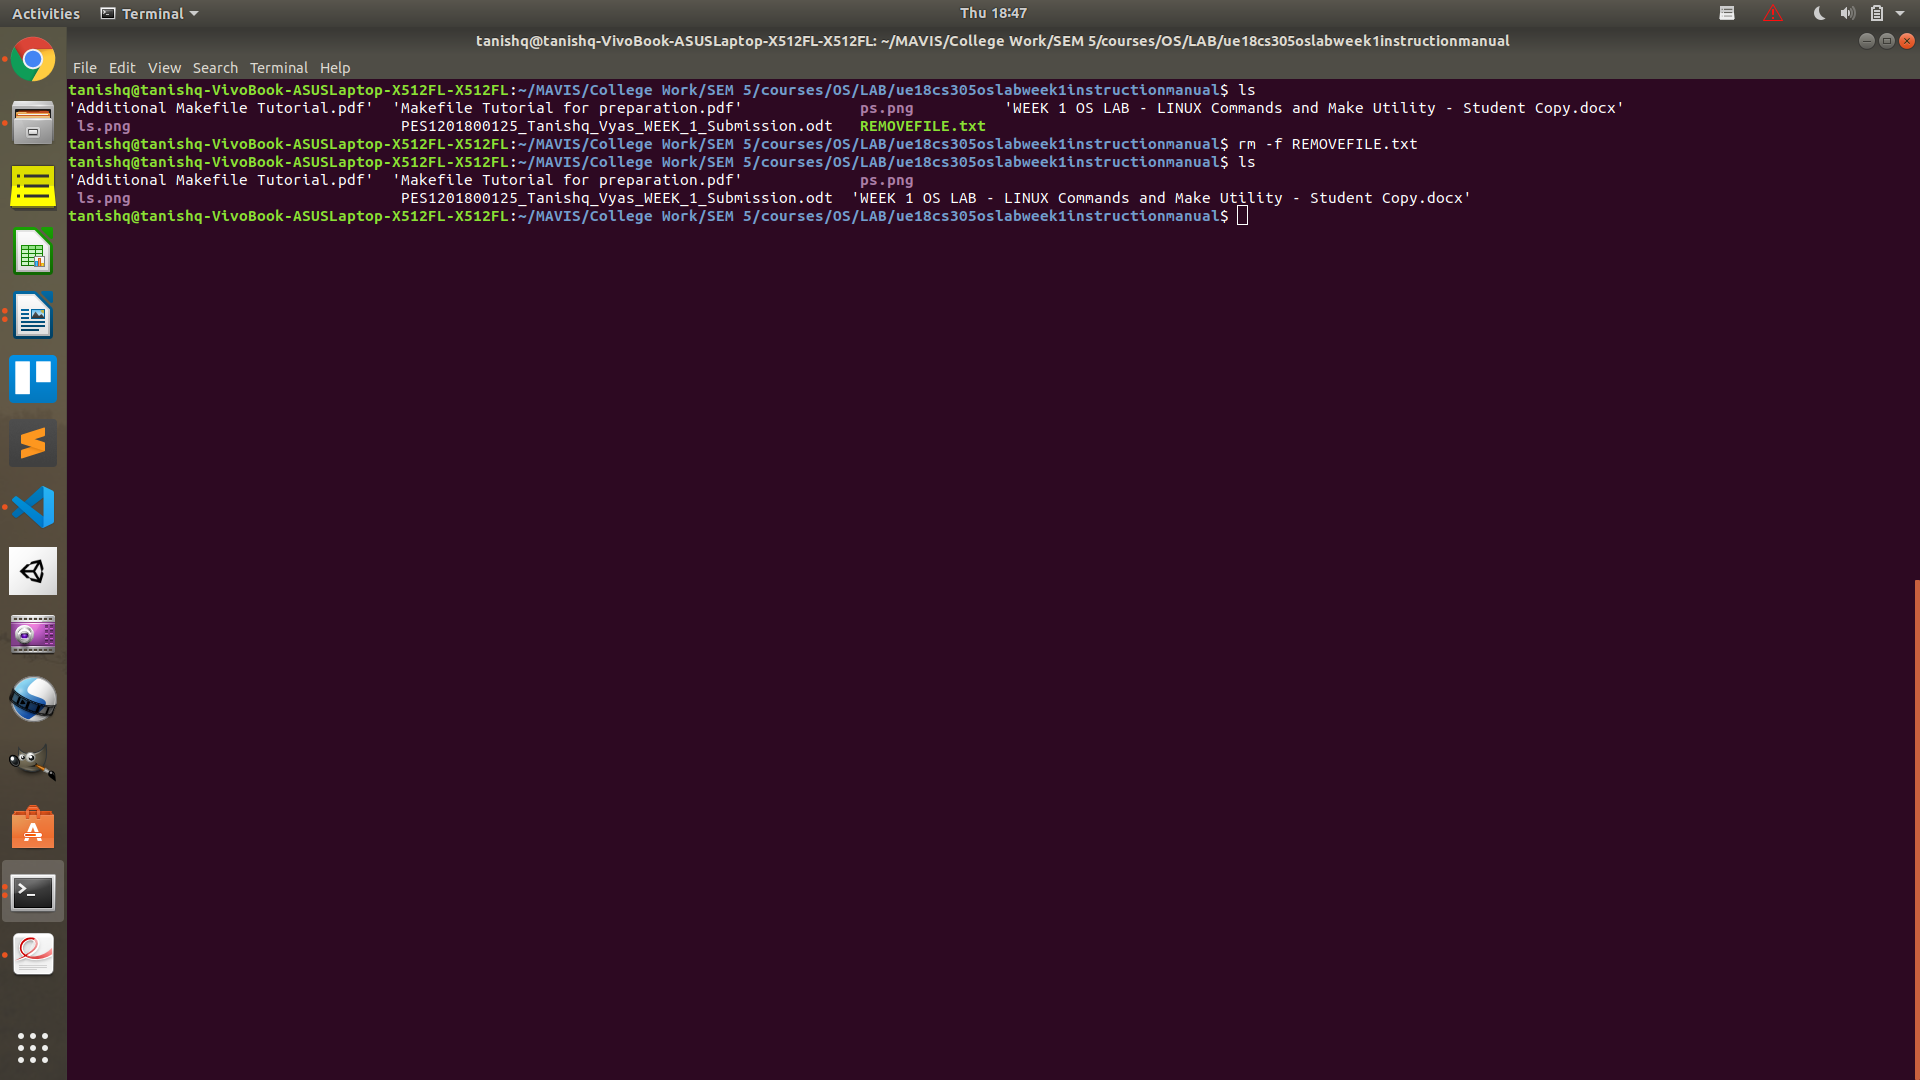 Activities Terminal Thu 18:47
tanishq@tanishq-VivoBook-ASUSLaptop-X512FL-X512FL: ~/MAVIS/College Work/SEM 5/courses/OS/LAB/ue18cs305oslabweek1instructionmanual
File Edit View Search Terminal Help
tanishq@tanishq-VivoBook-ASUSLaptop-X512FL-X512FL:~/MAVIS/College Work/SEM 5/courses/OS/LAB/ue18cs305oslabweek1instructionmanual$ ls
'Additional Makefile Tutorial.pdf' 'Makefile Tutorial for preparation.pdf' ps.png 'WEEK 1 OS LAB - LINUX Commands and Make Utility - Student Copy.docx'
ls.png PES1201800125_Tanishq_Vyas_WEEK_1_Submission.odt REMOVEFILE.txt
tanishq@tanishq-VivoBook-ASUSLaptop-X512FL-X512FL:~/MAVIS/College Work/SEM 5/courses/OS/LAB/ue18cs305oslabweek1instructionmanual$ rm -f REMOVEFILE.txt
tanishq@tanishq-VivoBook-ASUSLaptop-X512FL-X512FL:~/MAVIS/College Work/SEM 5/courses/OS/LAB/ue18cs305oslabweek1instructionmanual$ ls
'Additional Makefile Tutorial.pdf' 'Makefile Tutorial for preparation.pdf' ps.png
ls.png PES1201800125_Tanishq_Vyas_WEEK_1_Submission.odt 'WEEK 1 OS LAB - LINUX Commands and Make Utility - Student Copy.docx'
tanishq@tanishq-VivoBook-ASUSLaptop-X512FL-X512FL:~/MAVIS/College Work/SEM 5/courses/OS/LAB/ue18cs305oslabweek1instructionmanual$